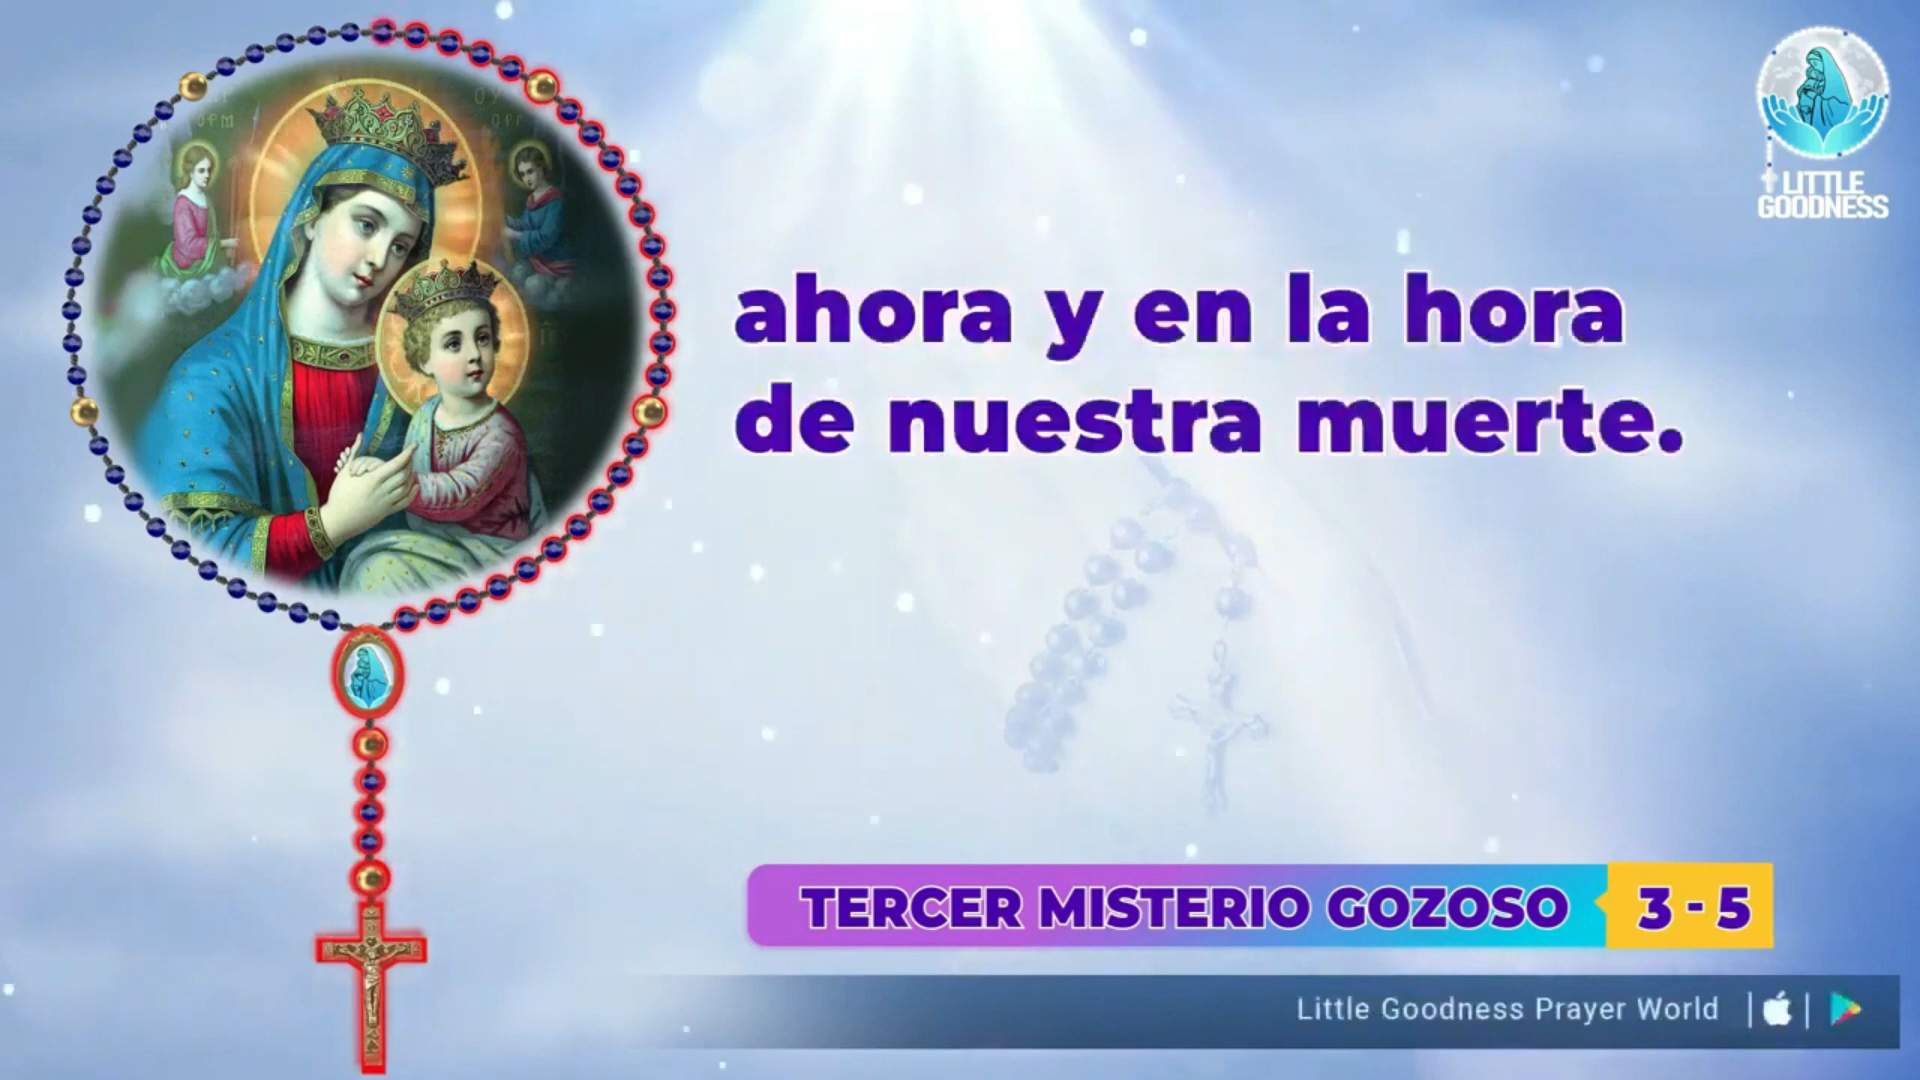 LITTLE
GOODNESS
ahora y en la hora
de nuestra muerte.
TERCER MISTERIO GOZOSO 3 - 5
Little Goodness Prayer World